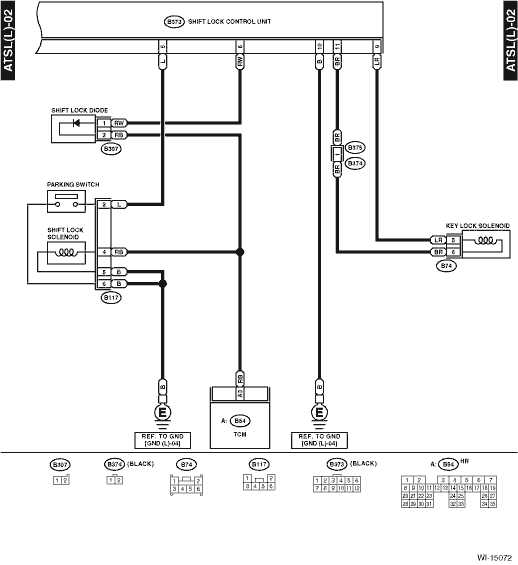 ATSL(L)-02
B373 SHIFT LOCK CONTROL UNIT
ATSL(L)-02
5 6 10 11 9
L RW B BR LR
SHIFT LOCK DIODE
1 RW
2 RB
B307
BR
B375
1
B374
BR
PARKING SWITCH
2 L
SHIFT LOCK
SOLENOID
4 RB
5 B
6 B
B117
KEY LOCK SOLENOID
LR
BR
B74
B RB B
A3
E
A: B54
TCM
E
REF. TO GND
[GND (L)-04]
REF. TO GND
[GND (L)-04]
B307
1 2
B374 (BLACK)
1 2
B74
1 2
3 4 5 6
B117
1 2
3 4 5 6
B373 (BLACK)
1 2 3 4 5 6
7 8 9 10 11 12
A: B54 HR
1 2 3 4 5 6 7
8 9 10 11 12 13 14 15 16 17 18 19
20 21 22 23 24 25 26 27
28 29 30 31 32 33 34 35
WI-15072